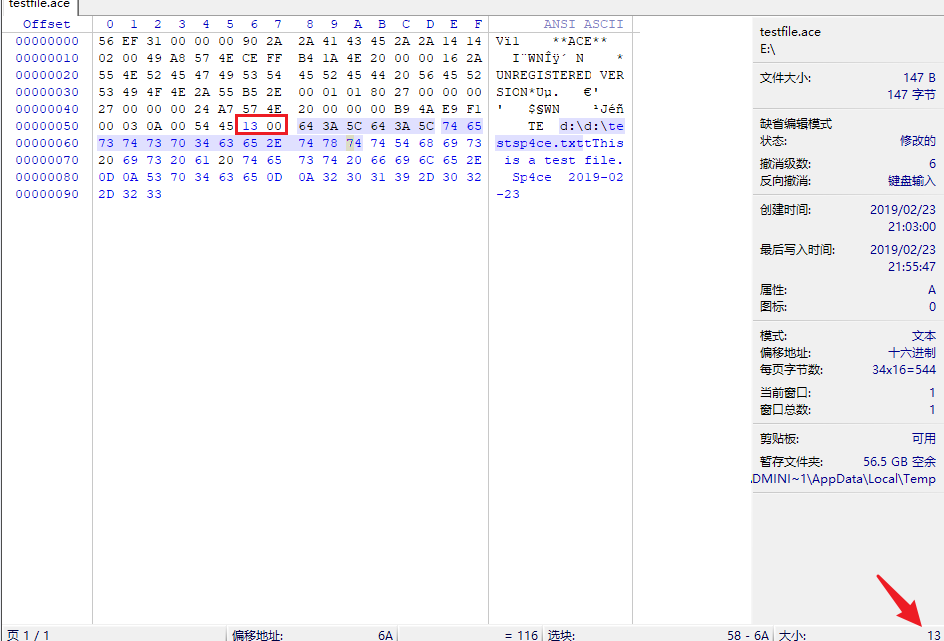 testfile.ace
Offset 0 1 2 3 4 5 6 7 8 9 A B C D E F ANSI ASCII
00000000 56 EF 31 00 00 00 90 2A 2A 41 43 45 2A 2A 14 14 Vï1 **ACE**
00000010 02 00 49 A8 57 4E CE FF B4 1A 4E 20 00 00 16 2A I¨WNÎÿ´ N *
00000020 55 4E 52 45 47 49 53 54 45 52 45 44 20 56 45 52 UNREGISTERED VER
00000030 53 49 4F 4E 2A 55 B5 2E 00 01 01 80 27 00 00 00 SION*Uµ. €'
00000040 27 00 00 00 24 A7 57 4E 20 00 00 00 B9 4A E9 F1 ' $§WN ¹Jéñ
00000050 00 03 0A 00 54 45 13 00 64 3A 5C 64 3A 5C 74 65 TE d:\d:\te
00000060 73 74 73 70 34 63 65 2E 74 78 74 74 54 68 69 73 stsp4ce.txttThis
00000070 20 69 73 20 61 20 74 65 73 74 20 66 69 6C 65 2E is a test file.
00000080 0D 0A 53 70 34 63 65 0D 0A 32 30 31 39 2D 30 32 Sp4ce 2019-02
00000090 2D 32 33 -23
testfile.ace
E:\
文件大小: 147 B
147 字节
缺省编辑模式
状态: 修改的
撤消级数: 6
反向撤消: 键盘输入
创建时间: 2019/02/23
21:03:00
最后写入时间: 2019/02/23
21:55:47
属性: A
图标: 0
模式: 文本
偏移地址: 十六进制
每页字节数: 34x16=544
当前窗口: 1
窗口总数: 1
剪贴板: 可用
暂存文件夹: 56.5 GB 空余
DMINI~1\AppData\Local\Temp
页 1 / 1 偏移地址: 6A = 116 选块: 58 - 6A 大小: 13